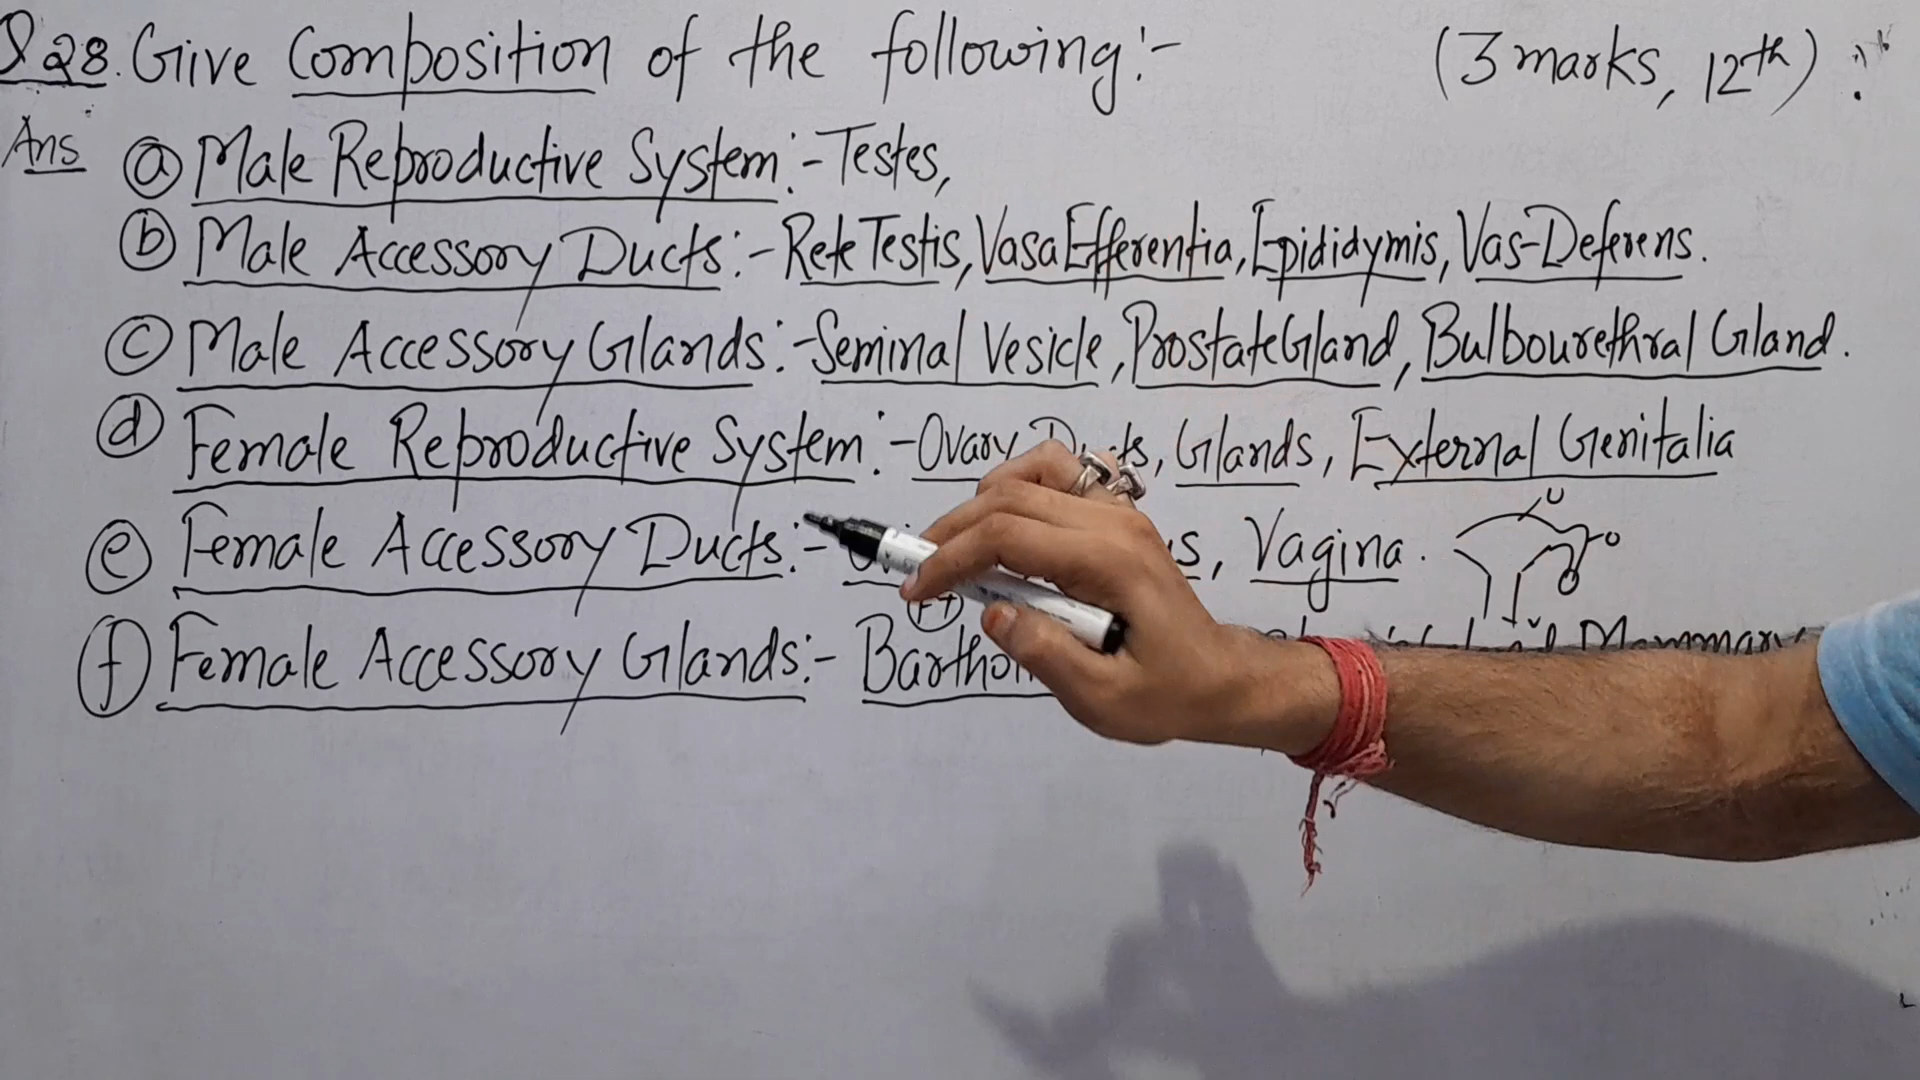 Q28. Give Composition of the following:- (3 marks, 12th)
Ans (a) Male Reproductive System:- Testes,
(b) Male Accessory Ducts:- Rete Testis, Vasa Efferentia, Epididymis, Vas-Deferens.
(c) Male Accessory Glands:- Seminal Vesicle, Prostate Gland, Bulbourethral Gland.
(d) Female Reproductive System:- Ovary Ducts, Glands, External Genitalia
(e) Female Accessory Ducts:- Vagina.
(f) Female Accessory Glands:- Mammary